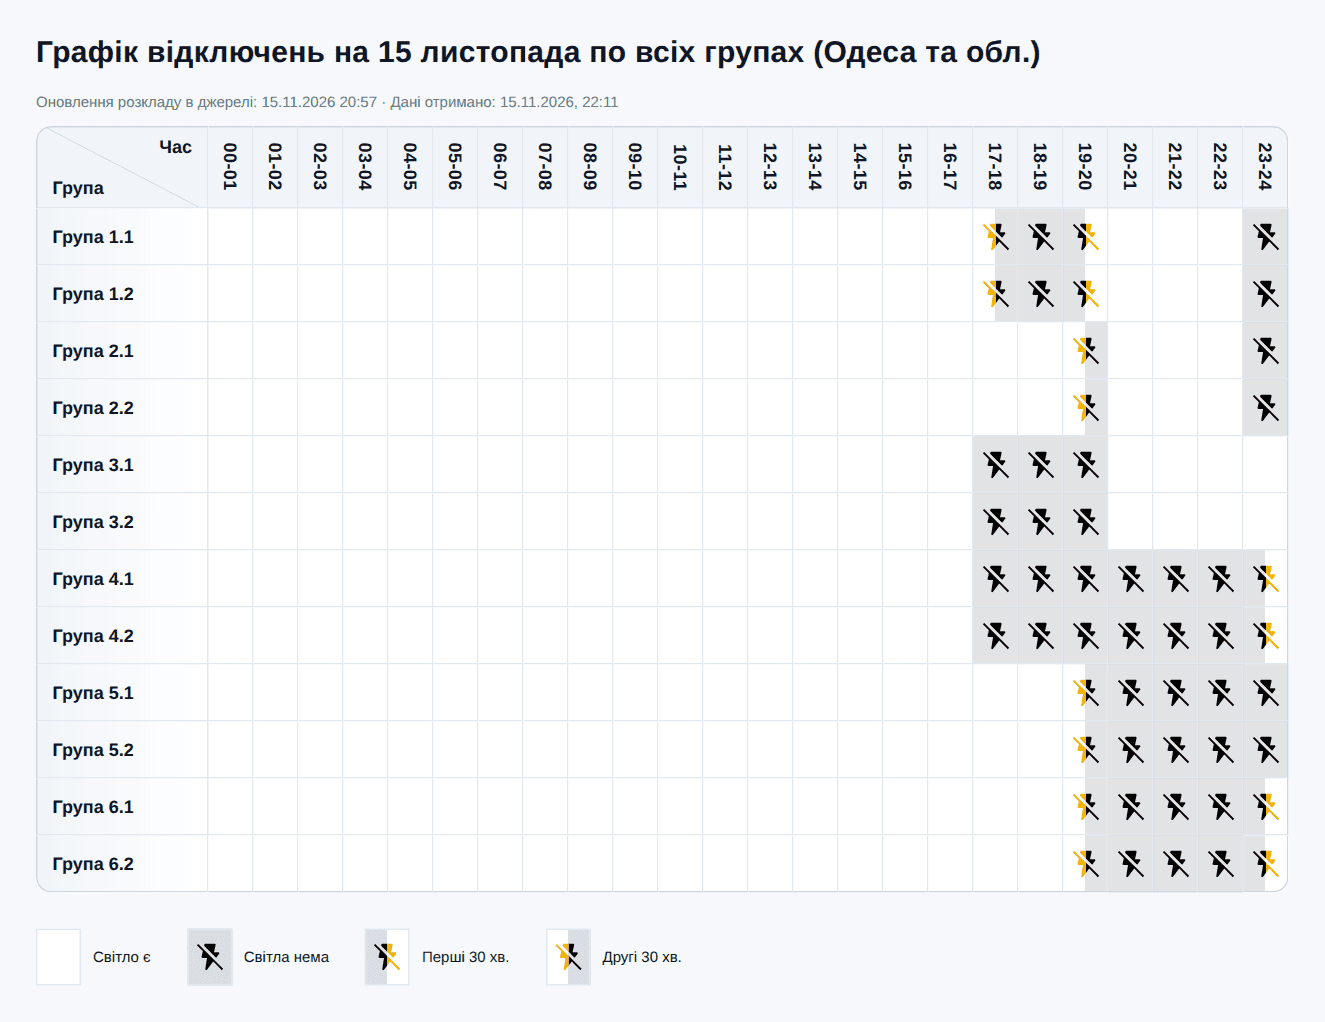 Графік відключень на 15 листопада по всіх групах (Одеса та обл.)
Оновлення розкладу в джерелі: 15.11.2026 20:57 · Дані отримано: 15.11.2026, 22:11
Час
Група
00-01 01-02 02-03 03-04 04-05 05-06 06-07 07-08 08-09 09-10 10-11 11-12 12-13 13-14 14-15 15-16 16-17 17-18 18-19 19-20 20-21 21-22 22-23 23-24
Група 1.1
Група 1.2
Група 2.1
Група 2.2
Група 3.1
Група 3.2
Група 4.1
Група 4.2
Група 5.1
Група 5.2
Група 6.1
Група 6.2
Світло є Світла нема Перші 30 хв. Другі 30 хв.